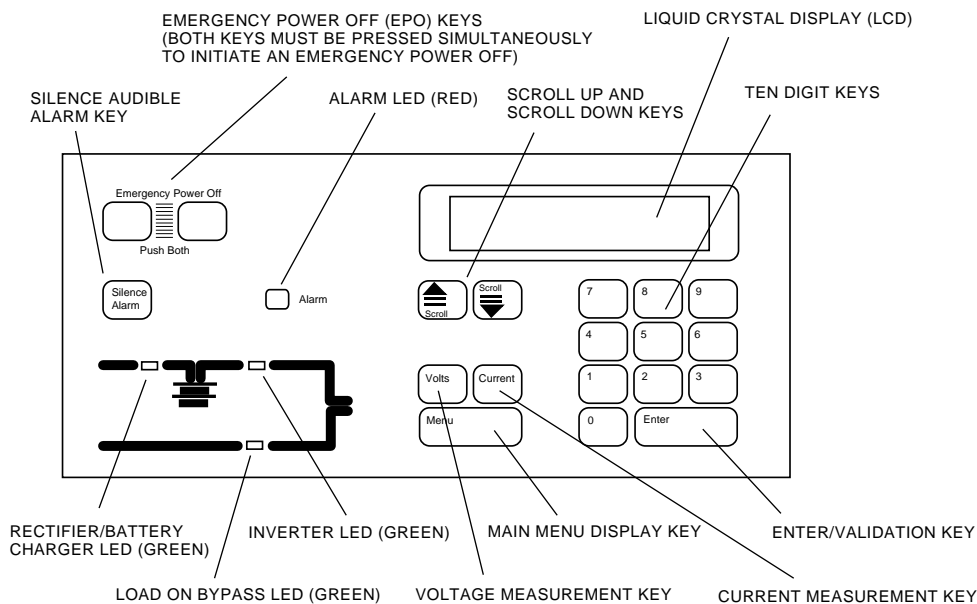 EMERGENCY POWER OFF (EPO) KEYS
(BOTH KEYS MUST BE PRESSED SIMULTANEOUSLY
TO INITIATE AN EMERGENCY POWER OFF)
LIQUID CRYSTAL DISPLAY (LCD)
SILENCE AUDIBLE
ALARM KEY
ALARM LED (RED)
SCROLL UP AND
SCROLL DOWN KEYS
TEN DIGIT KEYS
Emergency Power Off
Push Both
Silence
Alarm
Alarm
Scroll
Scroll
7 8 9
4 5 6
Volts Current
1 2 3
Menu
0 Enter
RECTIFIER/BATTERY
CHARGER LED (GREEN)
INVERTER LED (GREEN)
MAIN MENU DISPLAY KEY
ENTER/VALIDATION KEY
LOAD ON BYPASS LED (GREEN)
VOLTAGE MEASUREMENT KEY
CURRENT MEASUREMENT KEY